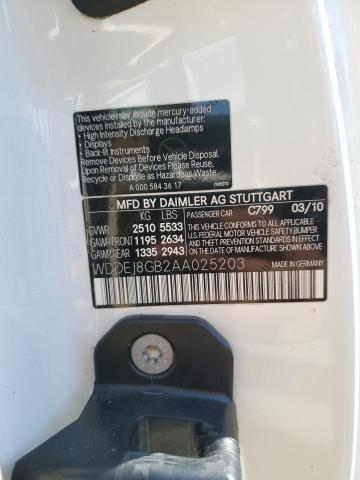 This vehicle may include mercury-added
devices installed by the manufacturer:
- High Intensity Discharge Headlamps
- Displays
- Back-lit Instruments
Remove Devices Before Vehicle Disposal.
Upon Removal of Devices Please Reuse,
Recycle or Dispose as Hazardous Waste
A 000 584 36 17
MFD BY DAIMLER AG STUTTGART
KG LBS PASSENGER CAR C799 03/10
GVWR 2510 5533
GAWR FRONT 1195 2634
GAWR REAR 1335 2943
THIS VEHICLE CONFORMS TO ALL
APPLICABLE U.S. FEDERAL
MOTOR VEHICLE SAFETY, BUMPER
AND THEFT PREVENTION
STANDARDS IN EFFECT ON THE DATE OF
MANUFACTURE SHOWN ABOVE
WDDEJ8GB2AA025203